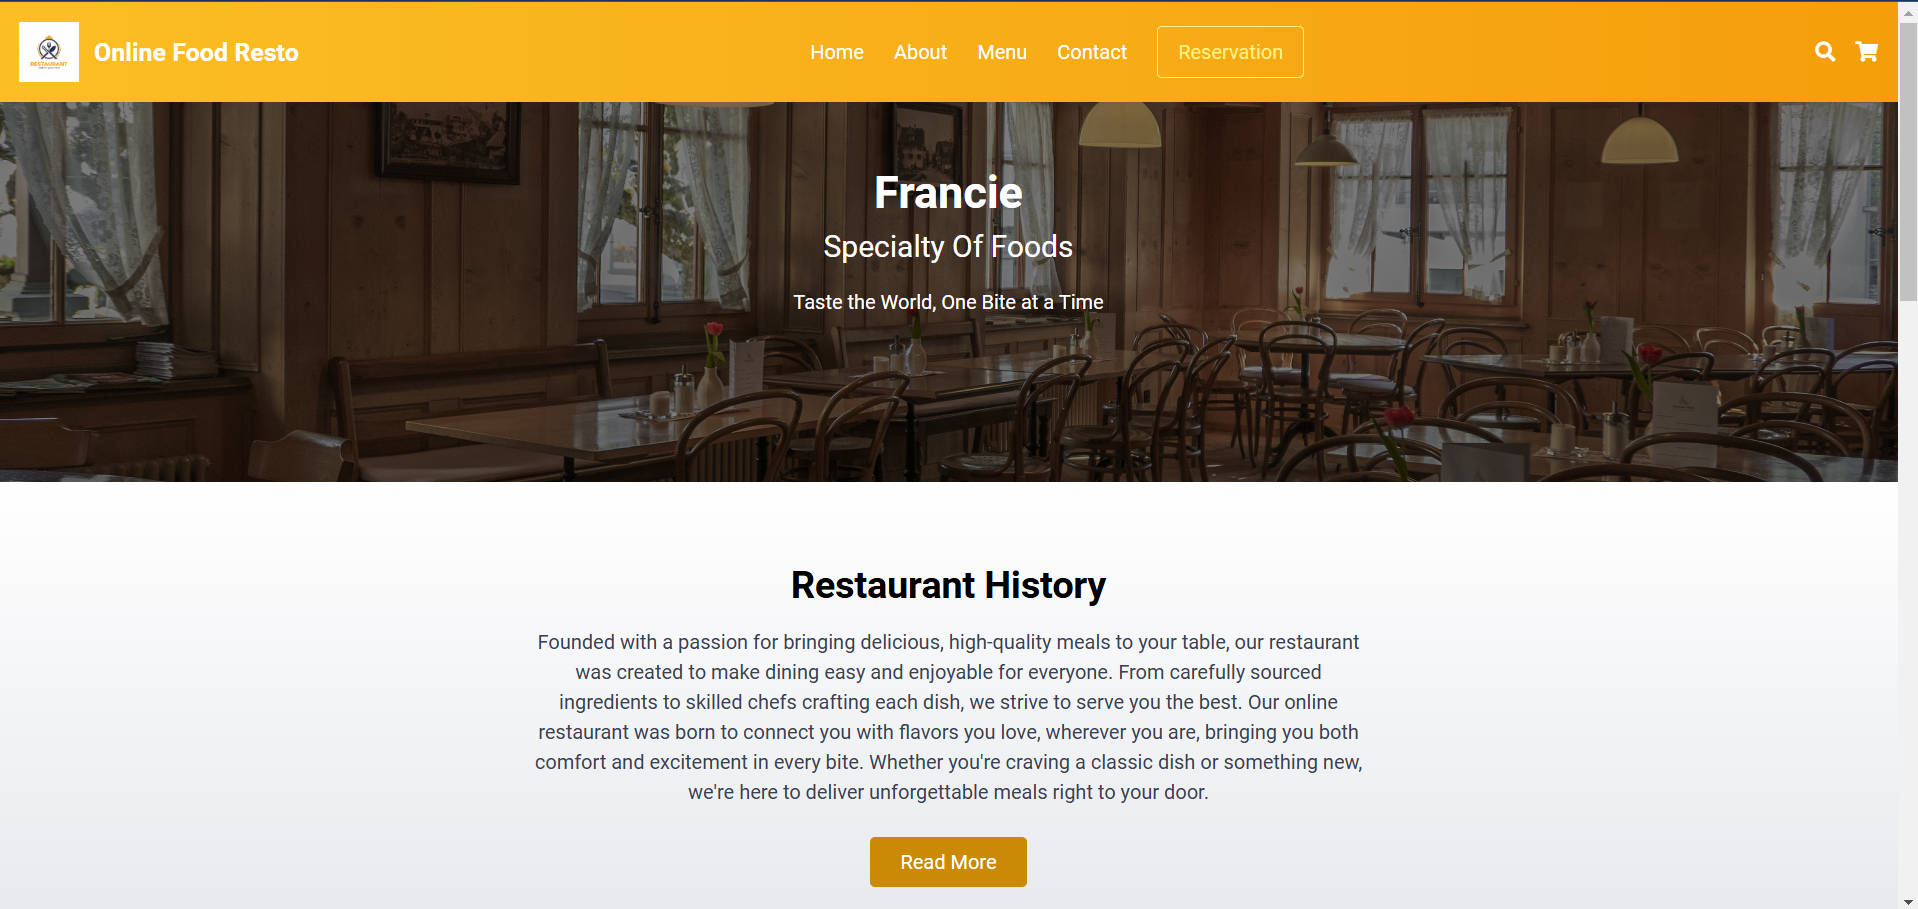 RESTAURANT
Online Food Resto
Home
About
Menu
Contact
Reservation
Francie
Specialty Of Foods
Taste the World, One Bite at a Time
Restaurant History
Founded with a passion for bringing delicious, high-quality meals to your table, our restaurant
was created to make dining easy and enjoyable for everyone. From carefully sourced
ingredients to skilled chefs crafting each dish, we strive to serve you the best. Our online
restaurant was born to connect you with flavors you love, wherever you are, bringing you both
comfort and excitement in every bite. Whether you're craving a classic dish or something new,
we're here to deliver unforgettable meals right to your door.
Read More